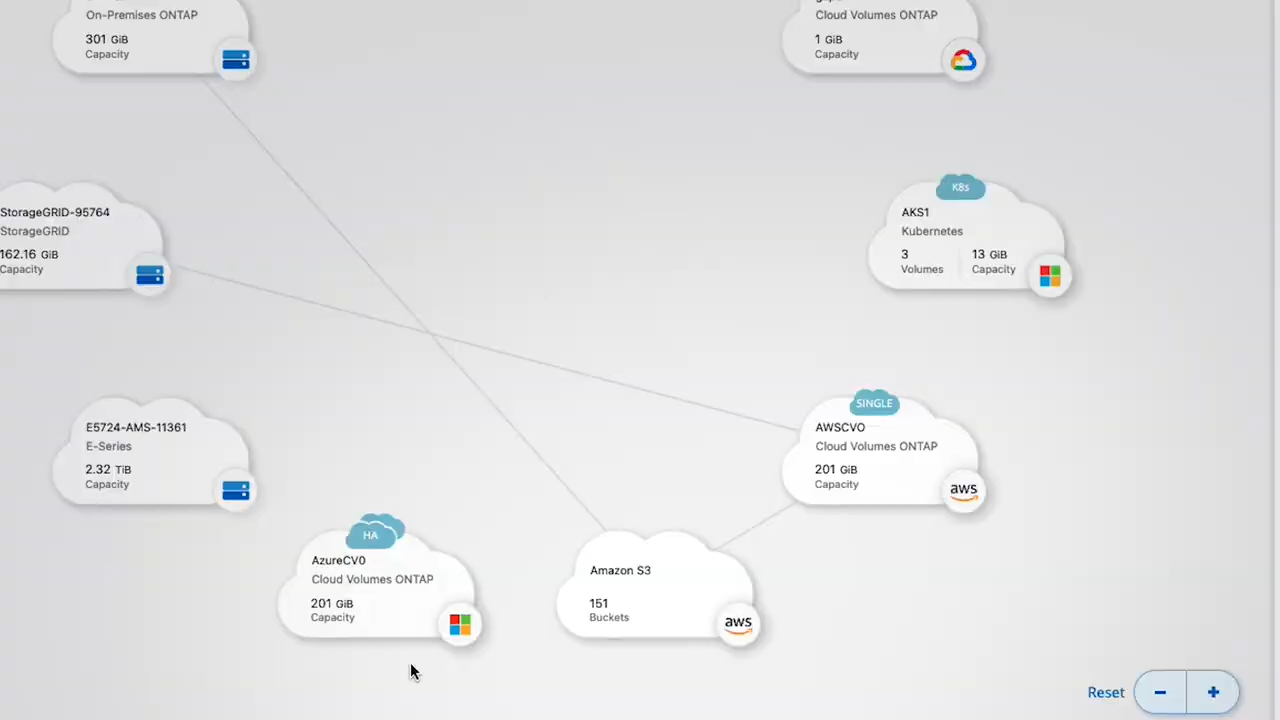 On-Premises ONTAP
301 GiB
Capacity
Cloud Volumes ONTAP
1 GiB
Capacity
StorageGRID-95764
StorageGRID
162.16 GiB
Capacity
K8s
AKS1
Kubernetes
3
Volumes
13 GiB
Capacity
E5724-AMS-11361
E-Series
2.32 TiB
Capacity
SINGLE
AWSCVO
Cloud Volumes ONTAP
201 GiB
Capacity
aws
HA
AzureCVO
Cloud Volumes ONTAP
201 GiB
Capacity
Amazon S3
151
Buckets
aws
Reset